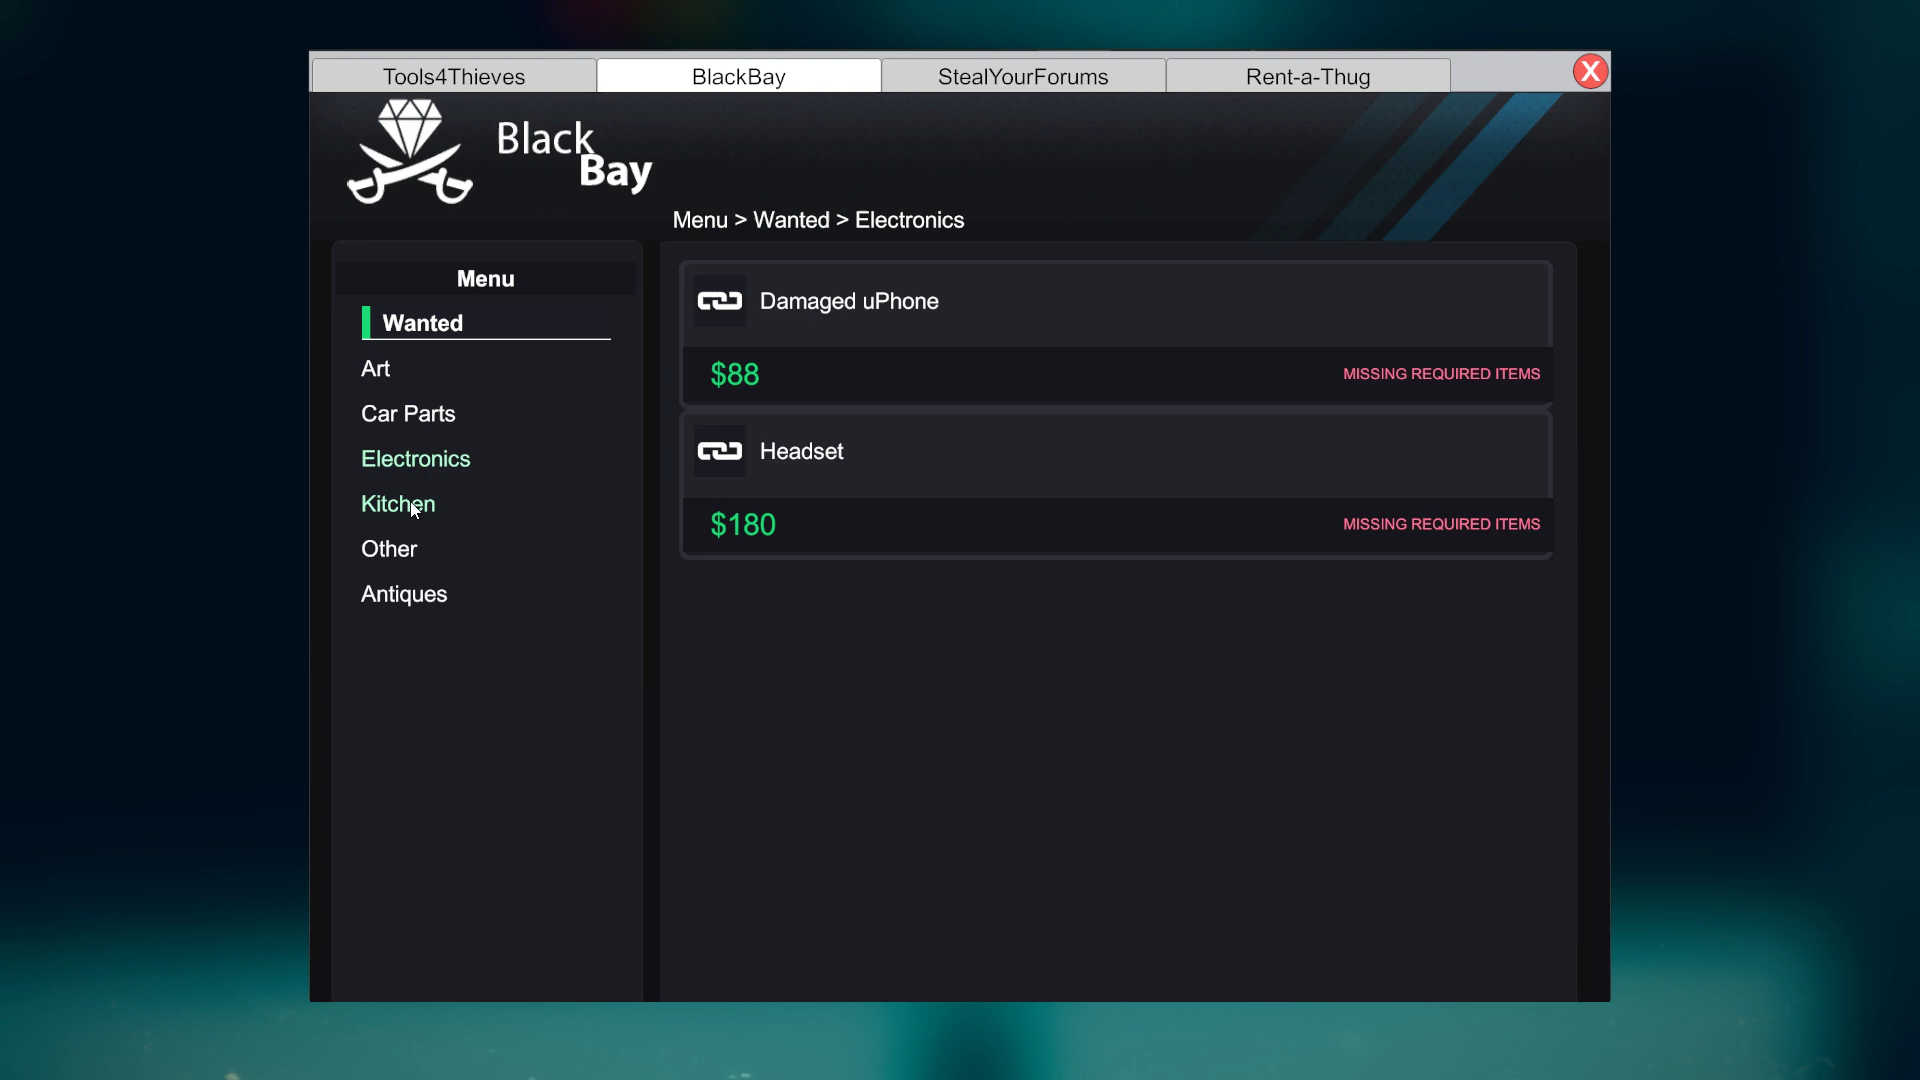 Tools4Thieves
BlackBay
StealYourForums
Rent-a-Thug
X
Black
Bay
Menu > Wanted > Electronics
Menu
Wanted
Art
Car Parts
Electronics
Kitchen
Other
Antiques
Damaged uPhone
$88
MISSING REQUIRED ITEMS
Headset
$180
MISSING REQUIRED ITEMS